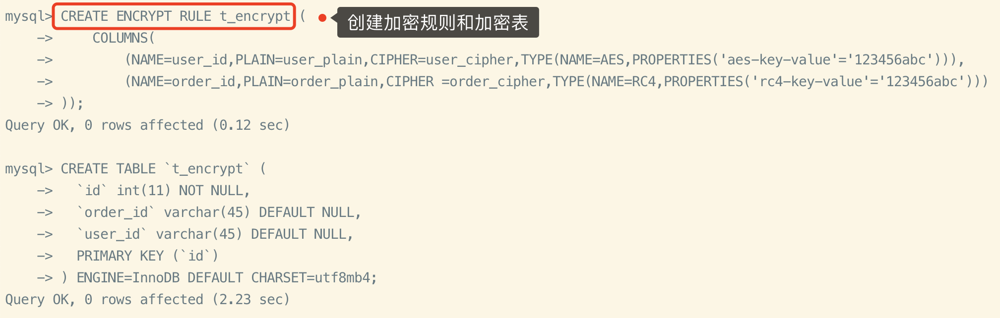 mysql> CREATE ENCRYPT RULE t_encrypt (
创建加密规则和加密表
    ->     COLUMNS(
    ->         (NAME=user_id,PLAIN=user_plain,CIPHER=user_cipher,TYPE(NAME=AES,PROPERTIES('aes-key-value'='123456abc'))),
    ->         (NAME=order_id,PLAIN=order_plain,CIPHER =order_cipher,TYPE(NAME=RC4,PROPERTIES('rc4-key-value'='123456abc')))
    -> ));
Query OK, 0 rows affected (0.12 sec)
mysql> CREATE TABLE `t_encrypt` (
    ->   `id` int(11) NOT NULL,
    ->   `order_id` varchar(45) DEFAULT NULL,
    ->   `user_id` varchar(45) DEFAULT NULL,
    ->   PRIMARY KEY (`id`)
    -> ) ENGINE=InnoDB DEFAULT CHARSET=utf8mb4;
Query OK, 0 rows affected (2.23 sec)